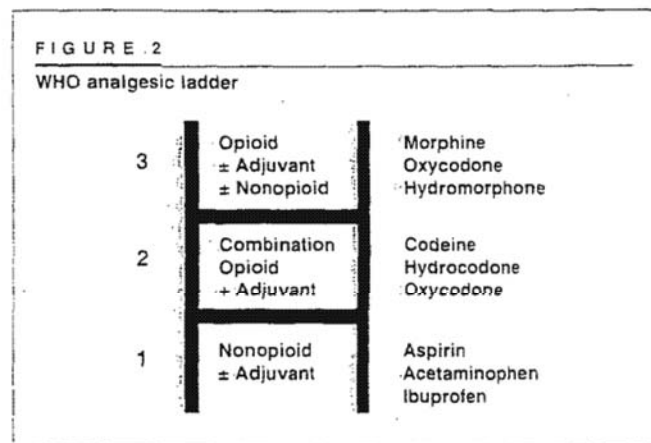 FIGURE 2
WHO analgesic ladder
3
Opioid
± Adjuvant
± Nonopioid
Morphine
Oxycodone
Hydromorphone
2
Combination
Opioid
+ Adjuvant
Codeine
Hydrocodone
Oxycodone
1
Nonopioid
± Adjuvant
Aspirin
Acetaminophen
Ibuprofen